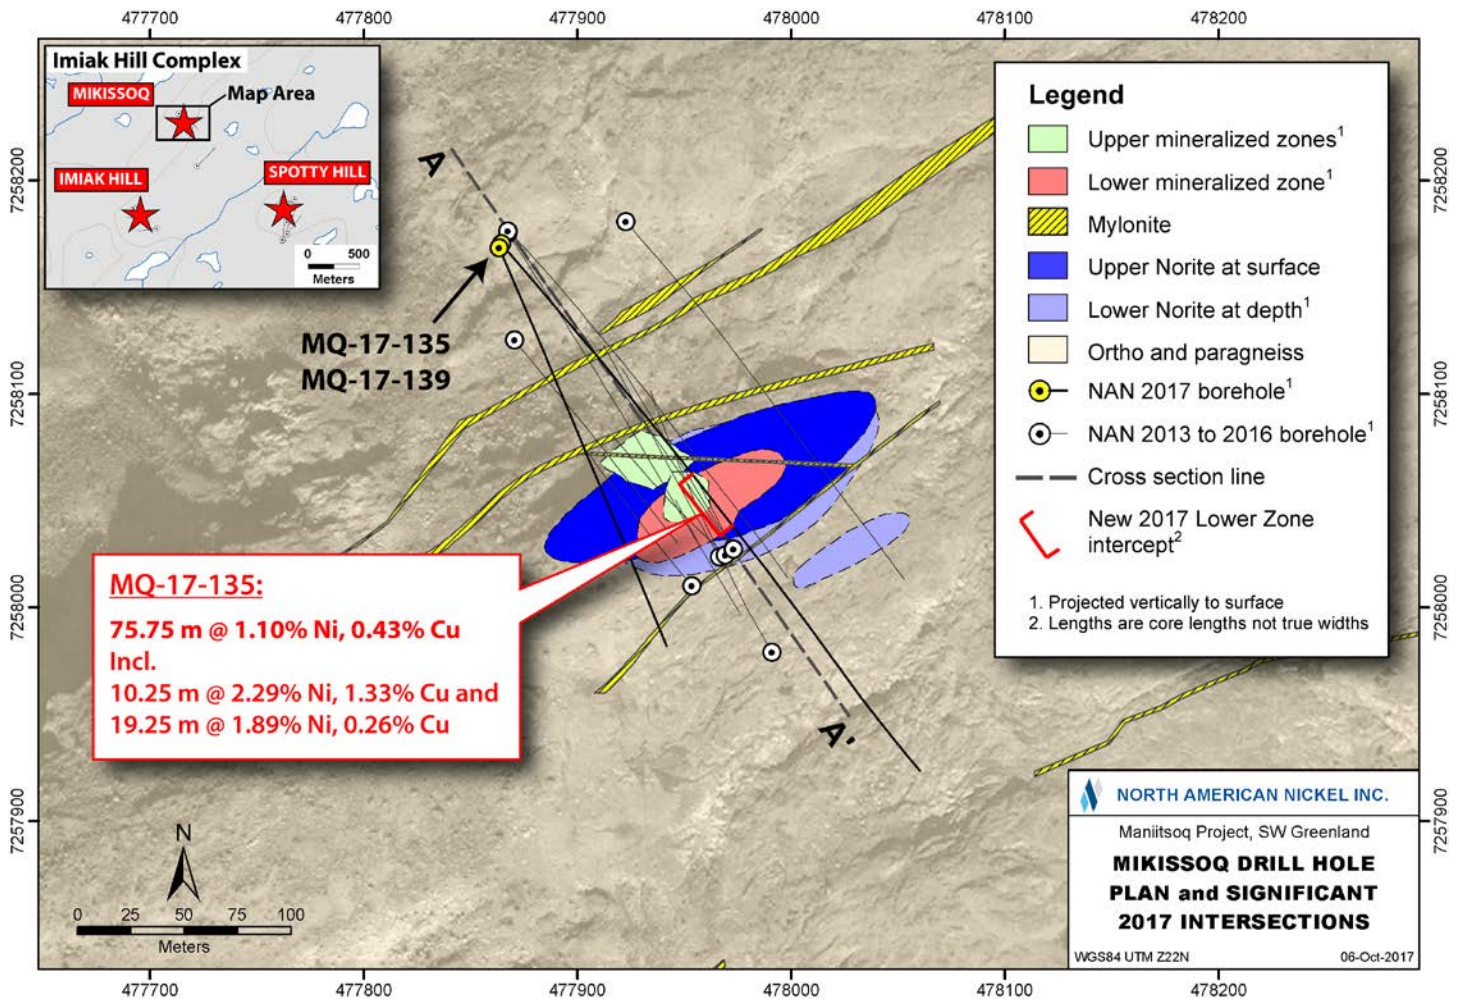 477700
477800
477900
478000
478100
478200
Imiak Hill Complex
MIKISSOQ
Map Area
IMIAK HILL
SPOTTY HILL
0 500
Meters
7258200
7258100
7258000
7257900
A
MQ-17-135
MQ-17-139
A'
MQ-17-135:
75.75 m @ 1.10% Ni, 0.43% Cu
Incl.
10.25 m @ 2.29% Ni, 1.33% Cu and
19.25 m @ 1.89% Ni, 0.26% Cu
Legend
Upper mineralized zones1
Lower mineralized zone1
Mylonite
Upper Norite at surface
Lower Norite at depth1
Ortho and paragneiss
NAN 2017 borehole1
NAN 2013 to 2016 borehole1
Cross section line
New 2017 Lower Zone
intercept2
1. Projected vertically to surface
2. Lengths are core lengths not true widths
7258200
7258100
7258000
7257900
N
0 25 50 75 100
Meters
NORTH AMERICAN NICKEL INC.
Maniitsoq Project, SW Greenland
MIKISSOQ DRILL HOLE
PLAN and SIGNIFICANT
2017 INTERSECTIONS
WGS84 UTM Z22N 06-Oct-2017
477700
477800
477900
478000
478100
478200